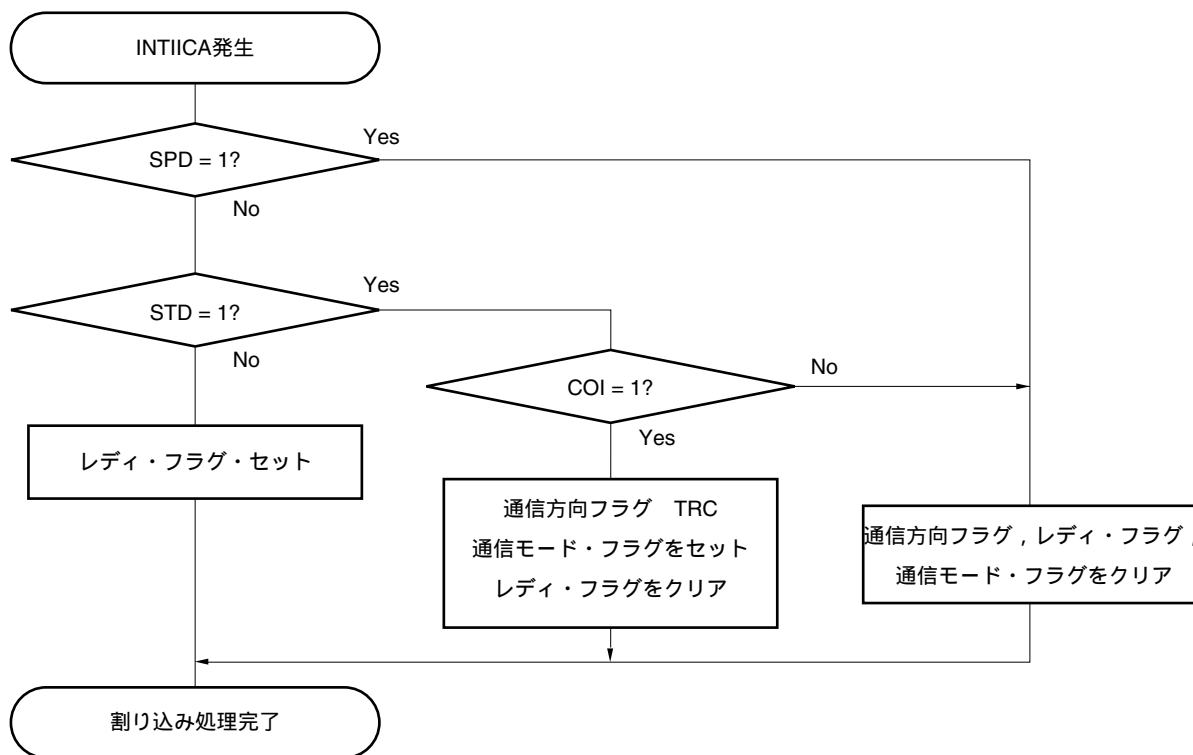 INTIICA発生
SPD = 1?
Yes
No
STD = 1?
Yes
No
COI = 1?
No
Yes
レディ・フラグ・セット
通信方向フラグ　TRC
通信モード・フラグをセット
レディ・フラグをクリア
通信方向フラグ，レディ・フラグ，
通信モード・フラグをクリア
割り込み処理完了